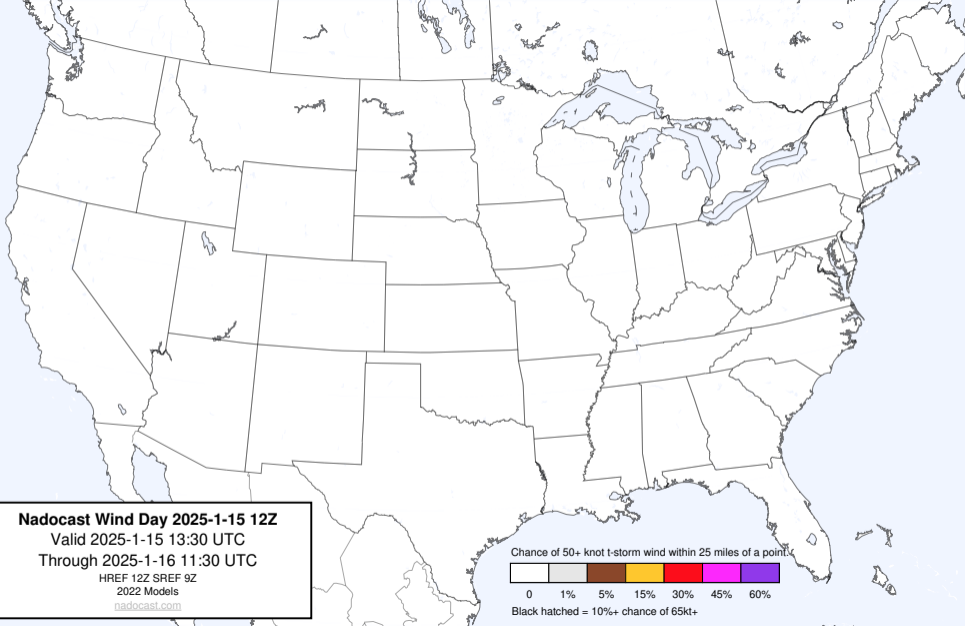 Nadocast Wind Day 2025-1-15 12Z
Valid 2025-1-15 13:30 UTC
Through 2025-1-16 11:30 UTC
HREF 12Z SREF 9Z
2022 Models
nadocast.com
Chance of 50+ knot t-storm wind within 25 miles of a point.
0 1% 5% 15% 30% 45% 60%
Black hatched = 10%+ chance of 65kt+